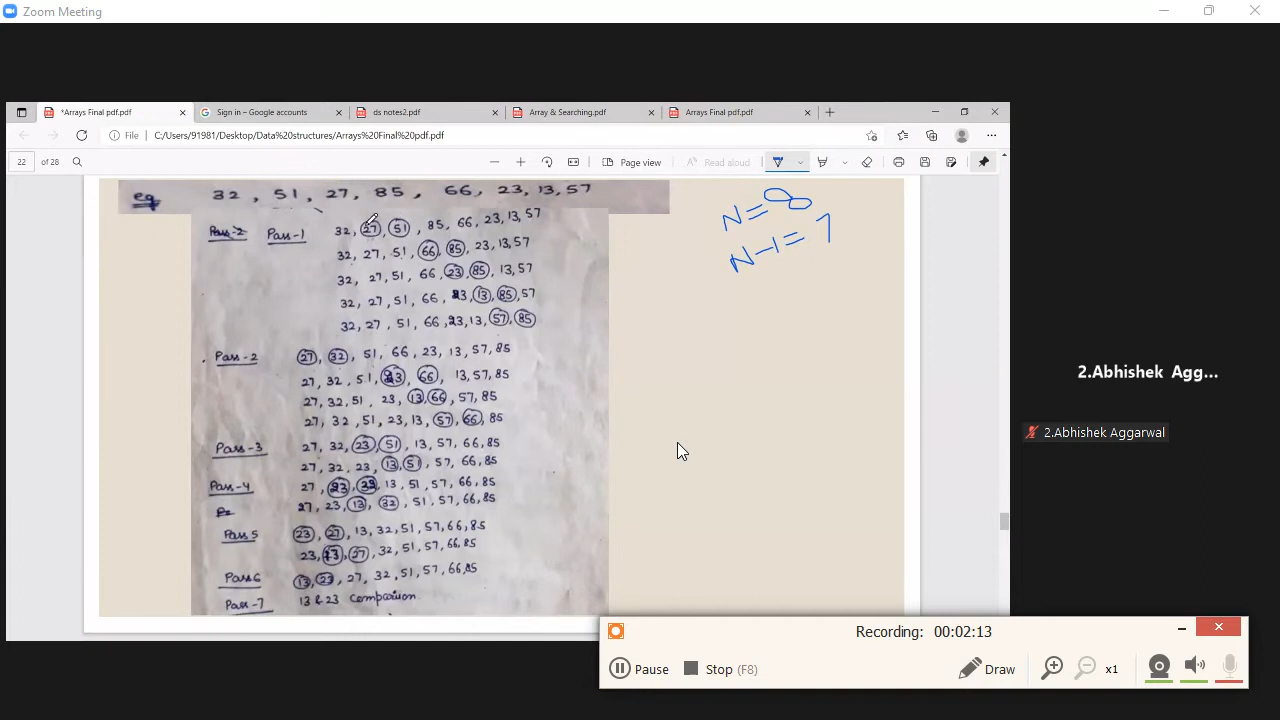 Zoom Meeting
*Arrays Final pdf.pdf
Sign in – Google accounts
ds notes2.pdf
Array & Searching.pdf
Arrays Final pdf.pdf
File
C:/Users/91981/Desktop/Data%20structures/Arrays%20Final%20pdf.pdf
22 of 28
Page view
Read aloud
eg 32, 51, 27, 85, 66, 23, 13, 57
N=8
N-1=7
Pass-2 Pass-1 32, 27, 51, 85, 66, 23, 13, 57
32, 27, 51, 66, 85, 23, 13, 57
32, 27, 51, 66, 23, 85, 13, 57
32, 27, 51, 66, 23, 13, 85, 57
32, 27, 51, 66, 23, 13, 57, 85
Pass-2 27, 32, 51, 66, 23, 13, 57, 85
27, 32, 51, 23, 66, 13, 57, 85
27, 32, 51, 23, 13, 66, 57, 85
27, 32, 51, 23, 13, 57, 66, 85
Pass-3 27, 32, 23, 51, 13, 57, 66, 85
27, 32, 23, 13, 51, 57, 66, 85
Pass-4 27, 23, 32, 13, 51, 57, 66, 85
27, 23, 13, 32, 51, 57, 66, 85
Pass 5 23, 27, 13, 32, 51, 57, 66, 85
23, 13, 27, 32, 51, 57, 66, 85
Pass 6 13, 23, 27, 32, 51, 57, 66, 85
Pass-7 13 & 23 Comparison
2.Abhishek Agg...
2.Abhishek Aggarwal
Recording: 00:02:13
Pause
Stop (F8)
Draw
x1